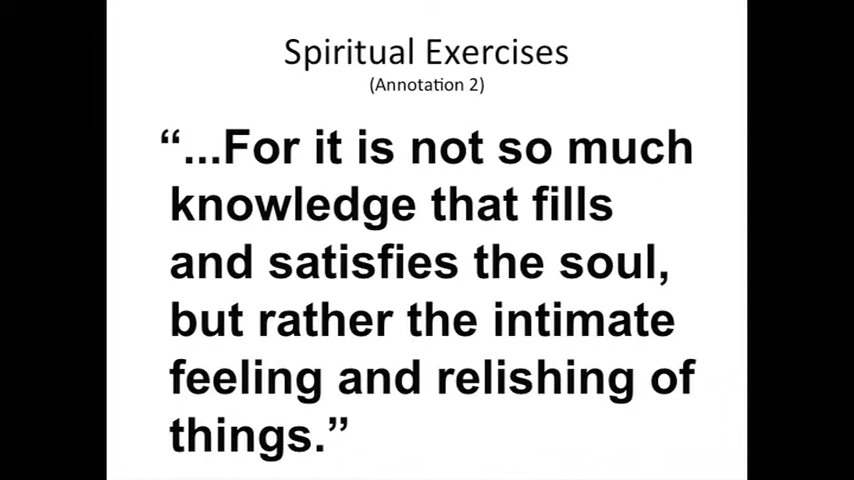 Spiritual Exercises
(Annotation 2)
“...For it is not so much
knowledge that fills
and satisfies the soul,
but rather the intimate
feeling and relishing of
things.”